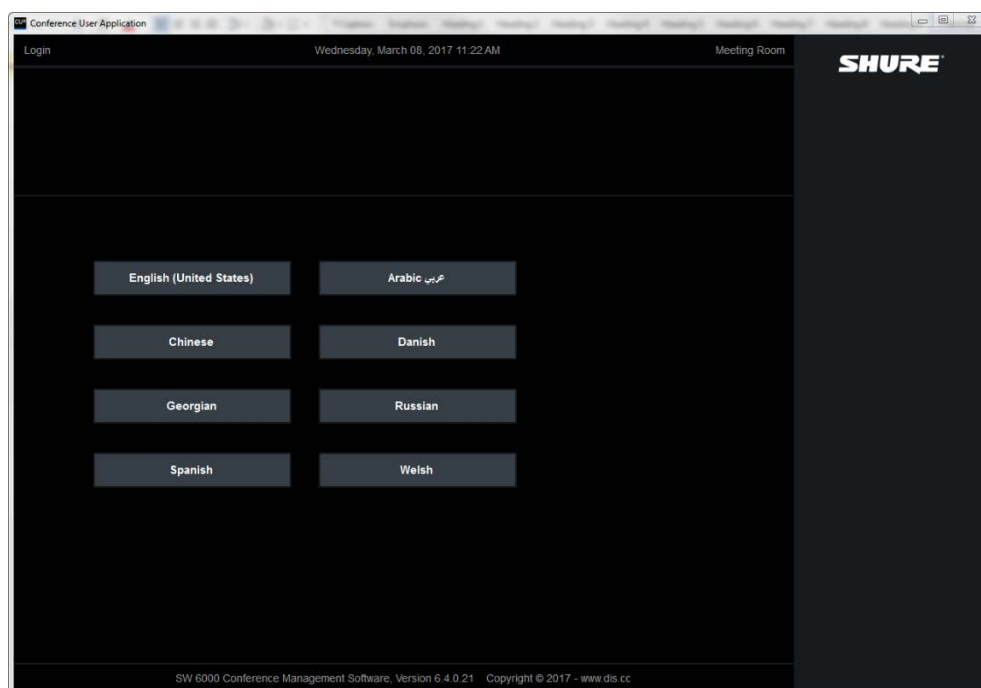 Conference User Application
Login Wednesday, March 08, 2017 11:22 AM Meeting Room
SHURE
English (United States) Arabic عربي
Chinese Danish
Georgian Russian
Spanish Welsh
SW 6000 Conference Management Software, Version 6.4.0.21 Copyright © 2017 - www.dis.cc